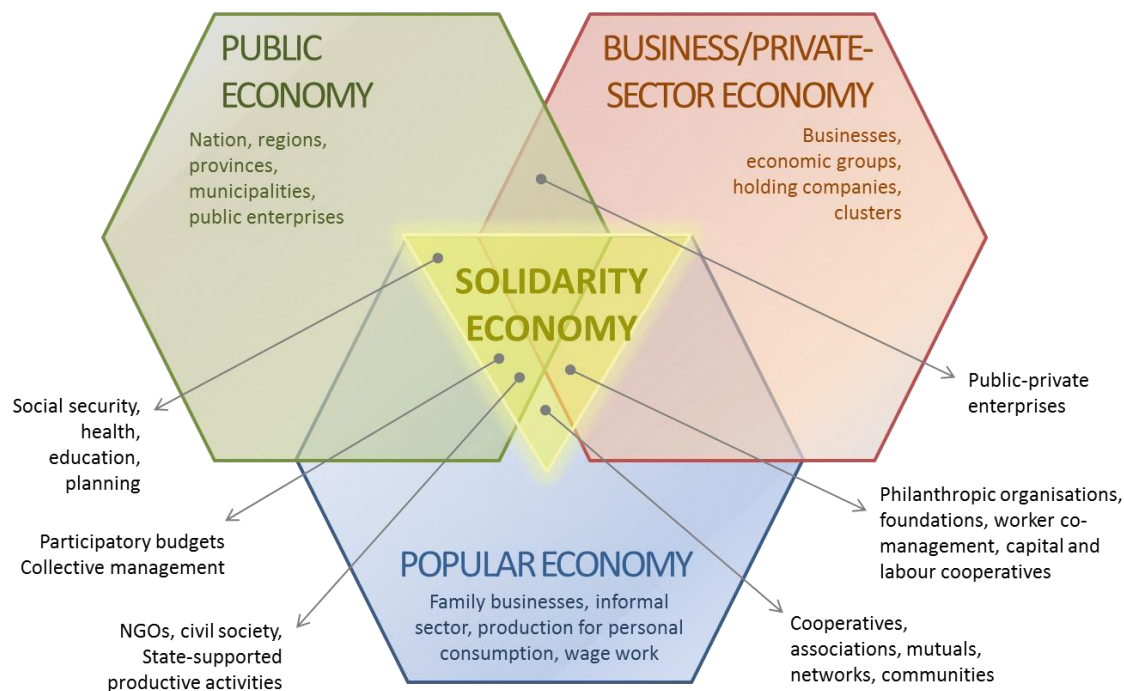 PUBLIC
ECONOMY
Nation, regions,
provinces,
municipalities,
public enterprises
BUSINESS/PRIVATE-
SECTOR ECONOMY
Businesses,
economic groups,
holding companies,
clusters
SOLIDARITY
ECONOMY
Social security,
health,
education,
planning
Participatory budgets
Collective management
NGOs, civil society,
State-supported
productive activities
POPULAR ECONOMY
Family businesses, informal
sector, production for personal
consumption, wage work
Public-private
enterprises
Philanthropic organisations,
foundations, worker co-
management, capital and
labour cooperatives
Cooperatives,
associations, mutuals,
networks, communities